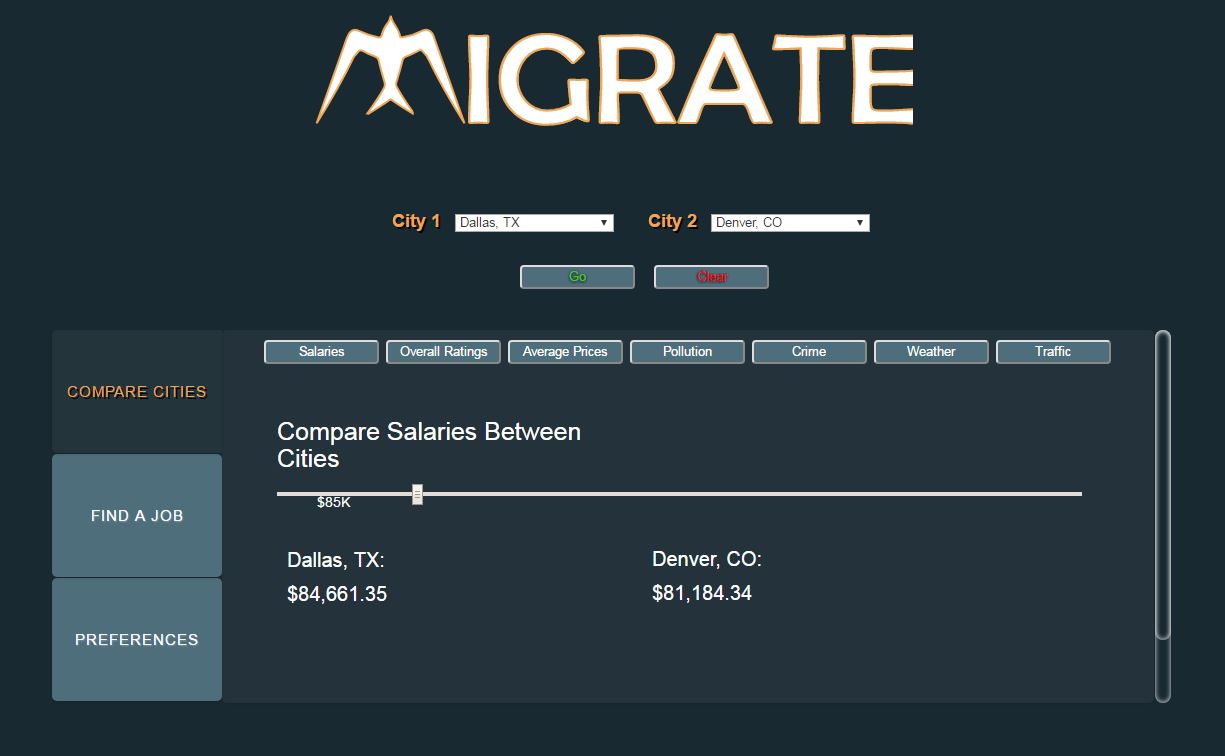 MIGRATE
City 1 Dallas, TX City 2 Denver, CO
Go Clear
Salaries Overall Ratings Average Prices Pollution Crime Weather Traffic
COMPARE CITIES
FIND A JOB
PREFERENCES
Compare Salaries Between
Cities
$85K
Dallas, TX:
$84,661.35
Denver, CO:
$81,184.34